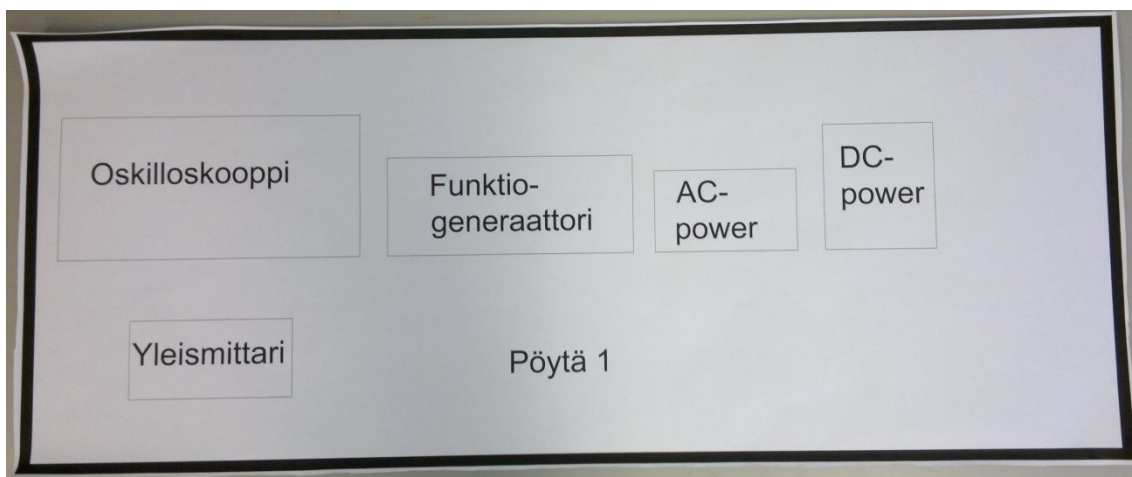 Oskilloskooppi
Funktio-
generaattori
AC-
power
DC-
power
Yleismittari
Pöytä 1